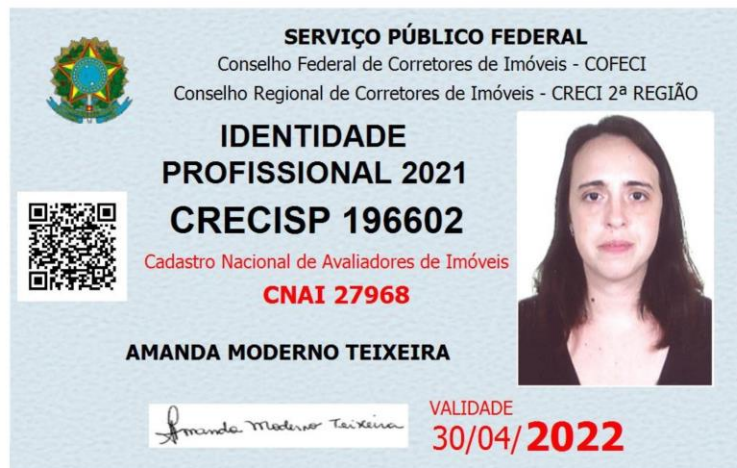 SERVIÇO PÚBLICO FEDERAL
Conselho Federal de Corretores de Imóveis - COFECI
Conselho Regional de Corretores de Imóveis - CRECI 2ª REGIÃO
IDENTIDADE
PROFISSIONAL 2021
CRECISP 196602
Cadastro Nacional de Avaliadores de Imóveis
CNAI 27968
AMANDA MODERNO TEIXEIRA
Amanda Moderno Teixeira
VALIDADE
30/04/2022